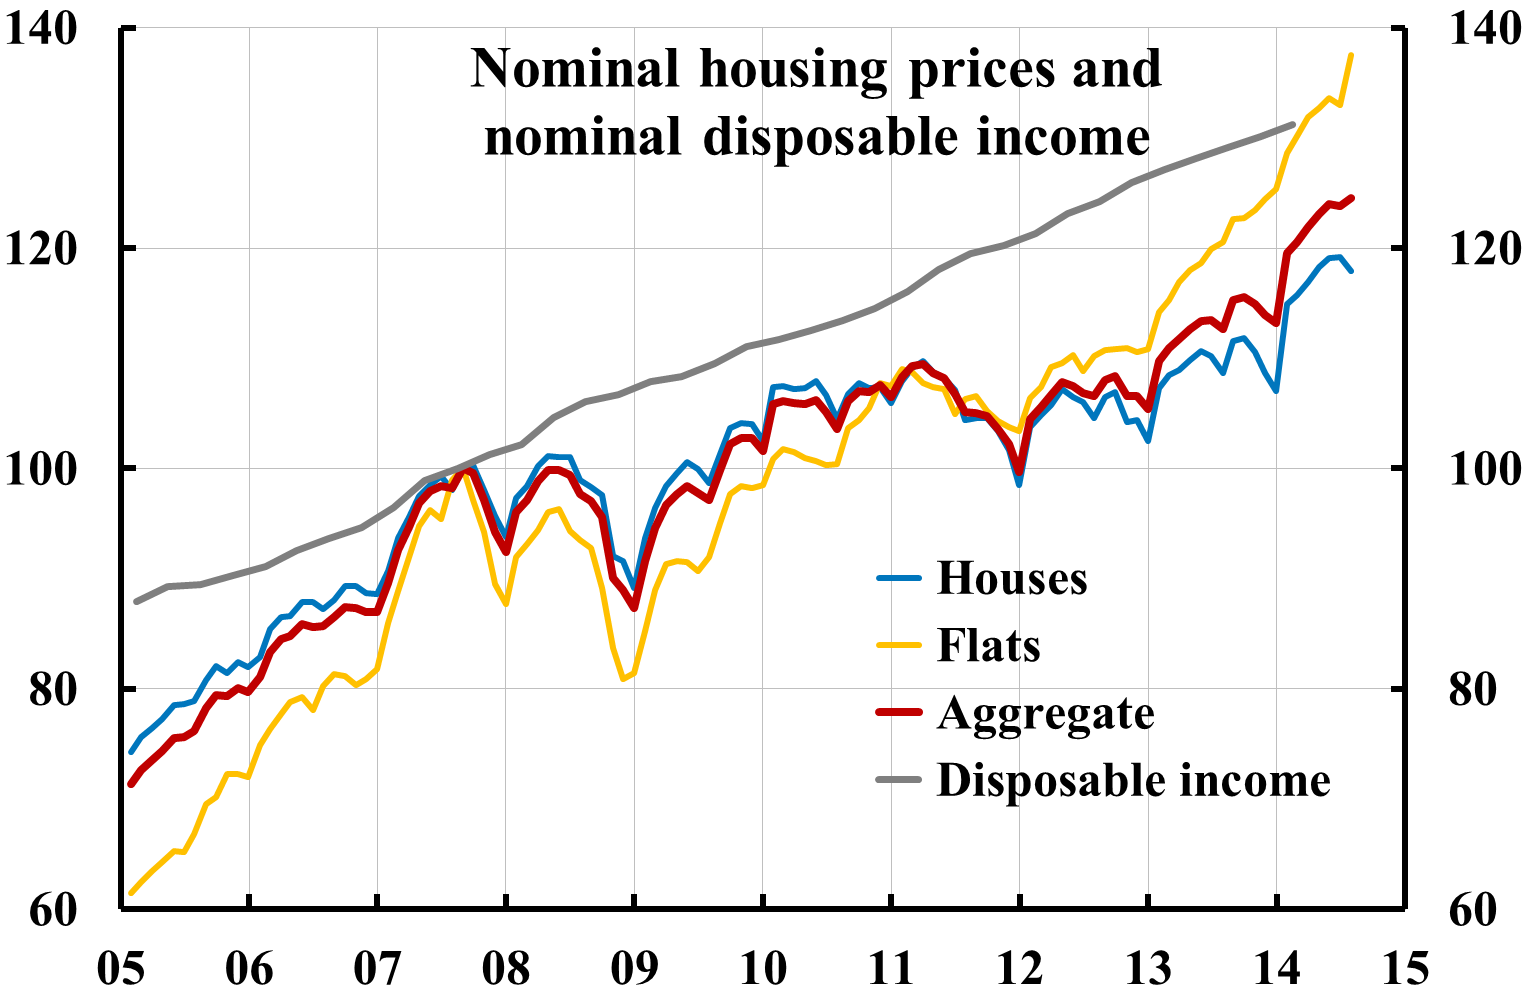 Nominal housing prices and
nominal disposable income
140
140
120
120
100
100
80
80
60
60
Houses
Flats
Aggregate
Disposable income
05 06 07 08 09 10 11 12 13 14 15